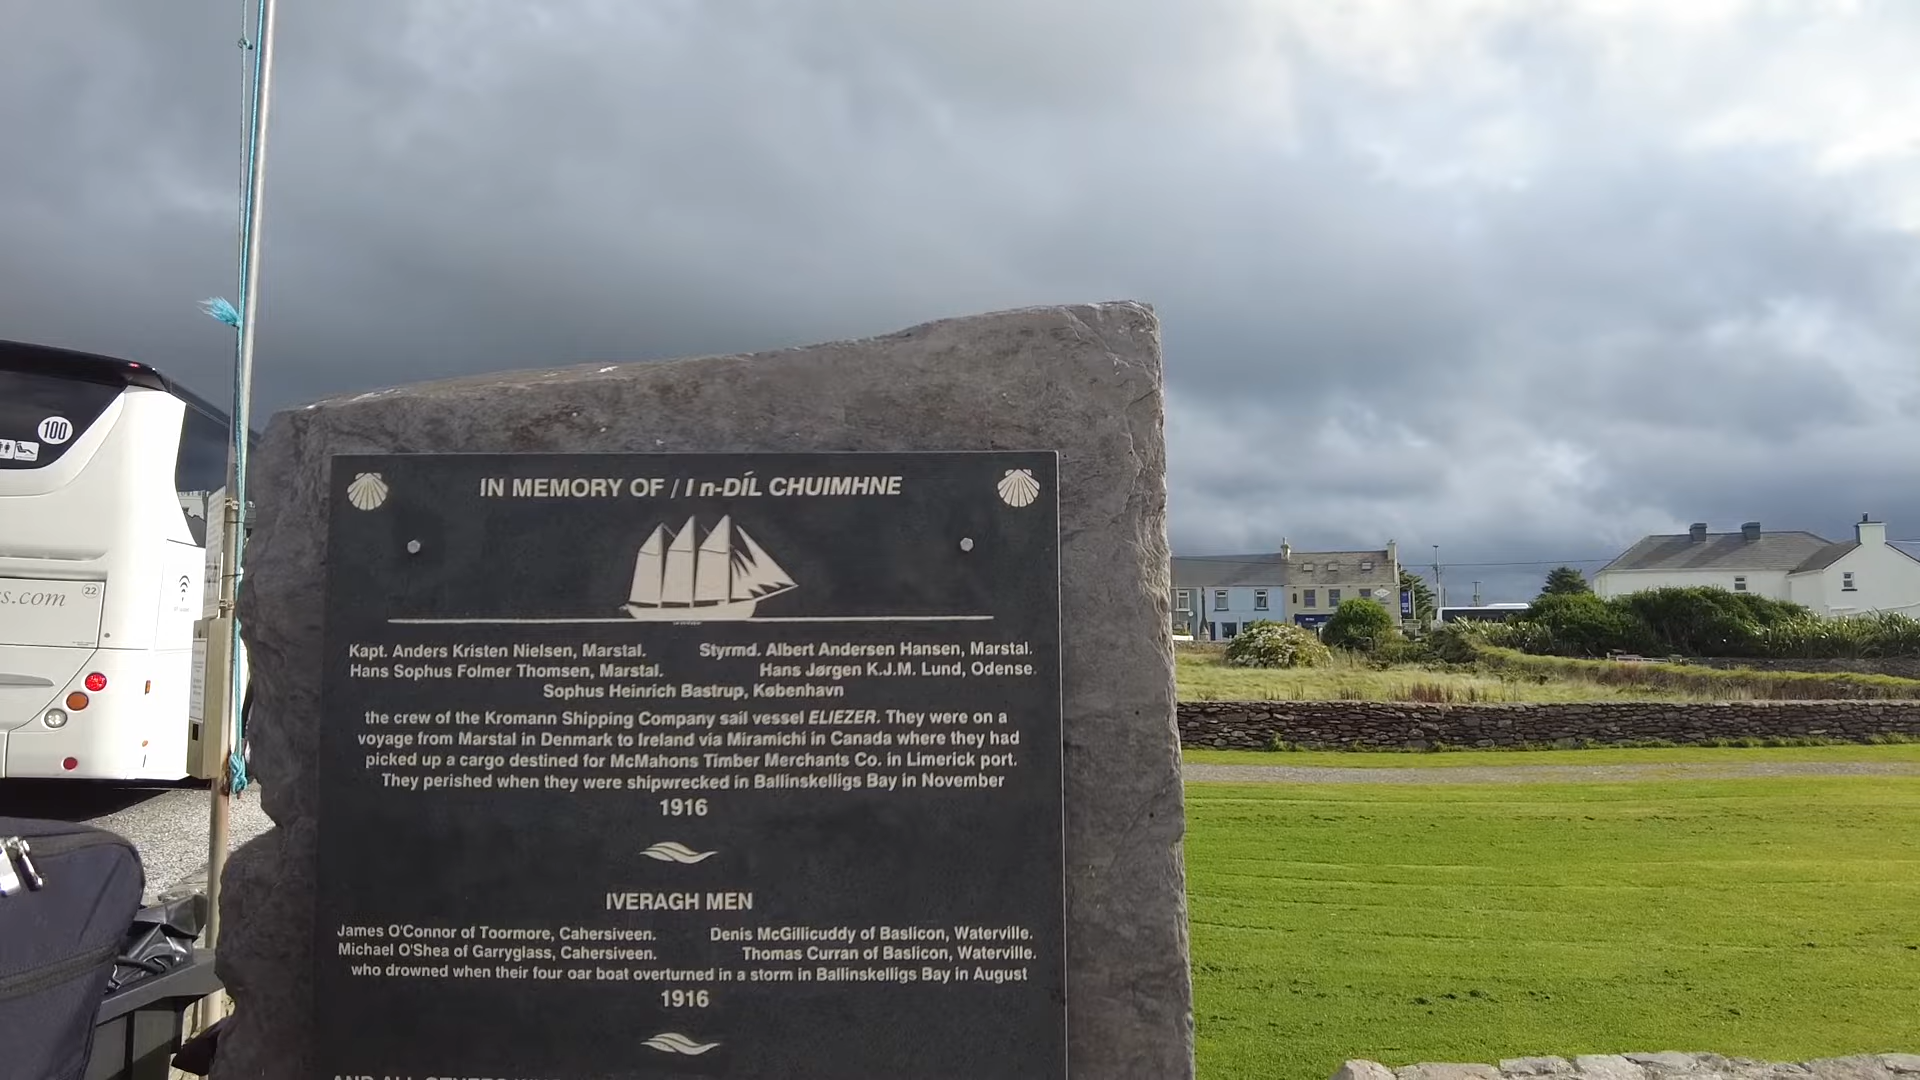 IN MEMORY OF / I n-DÍL CHUIMHNE
Kapt. Anders Kristen Nielsen, Marstal. Styrmd. Albert Andersen Hansen, Marstal.
Hans Sophus Folmer Thomsen, Marstal. Hans Jørgen K.J.M. Lund, Odense.
Sophus Heinrich Bastrup, København
the crew of the Kromann Shipping Company sail vessel ELIEZER. They were on a
voyage from Marstal in Denmark to Ireland via Miramichi in Canada where they had
picked up a cargo destined for McMahons Timber Merchants Co. in Limerick port.
They perished when they were shipwrecked in Ballinskelligs Bay in November
1916
IVERAGH MEN
James O'Connor of Toormore, Cahersiveen. Denis McGillicuddy of Baslicon, Waterville.
Michael O'Shea of Garryglass, Cahersiveen. Thomas Curran of Baslicon, Waterville.
who drowned when their four oar boat overturned in a storm in Ballinskelligs Bay in August
1916
AND ALL OTHERS
100
s.com
22